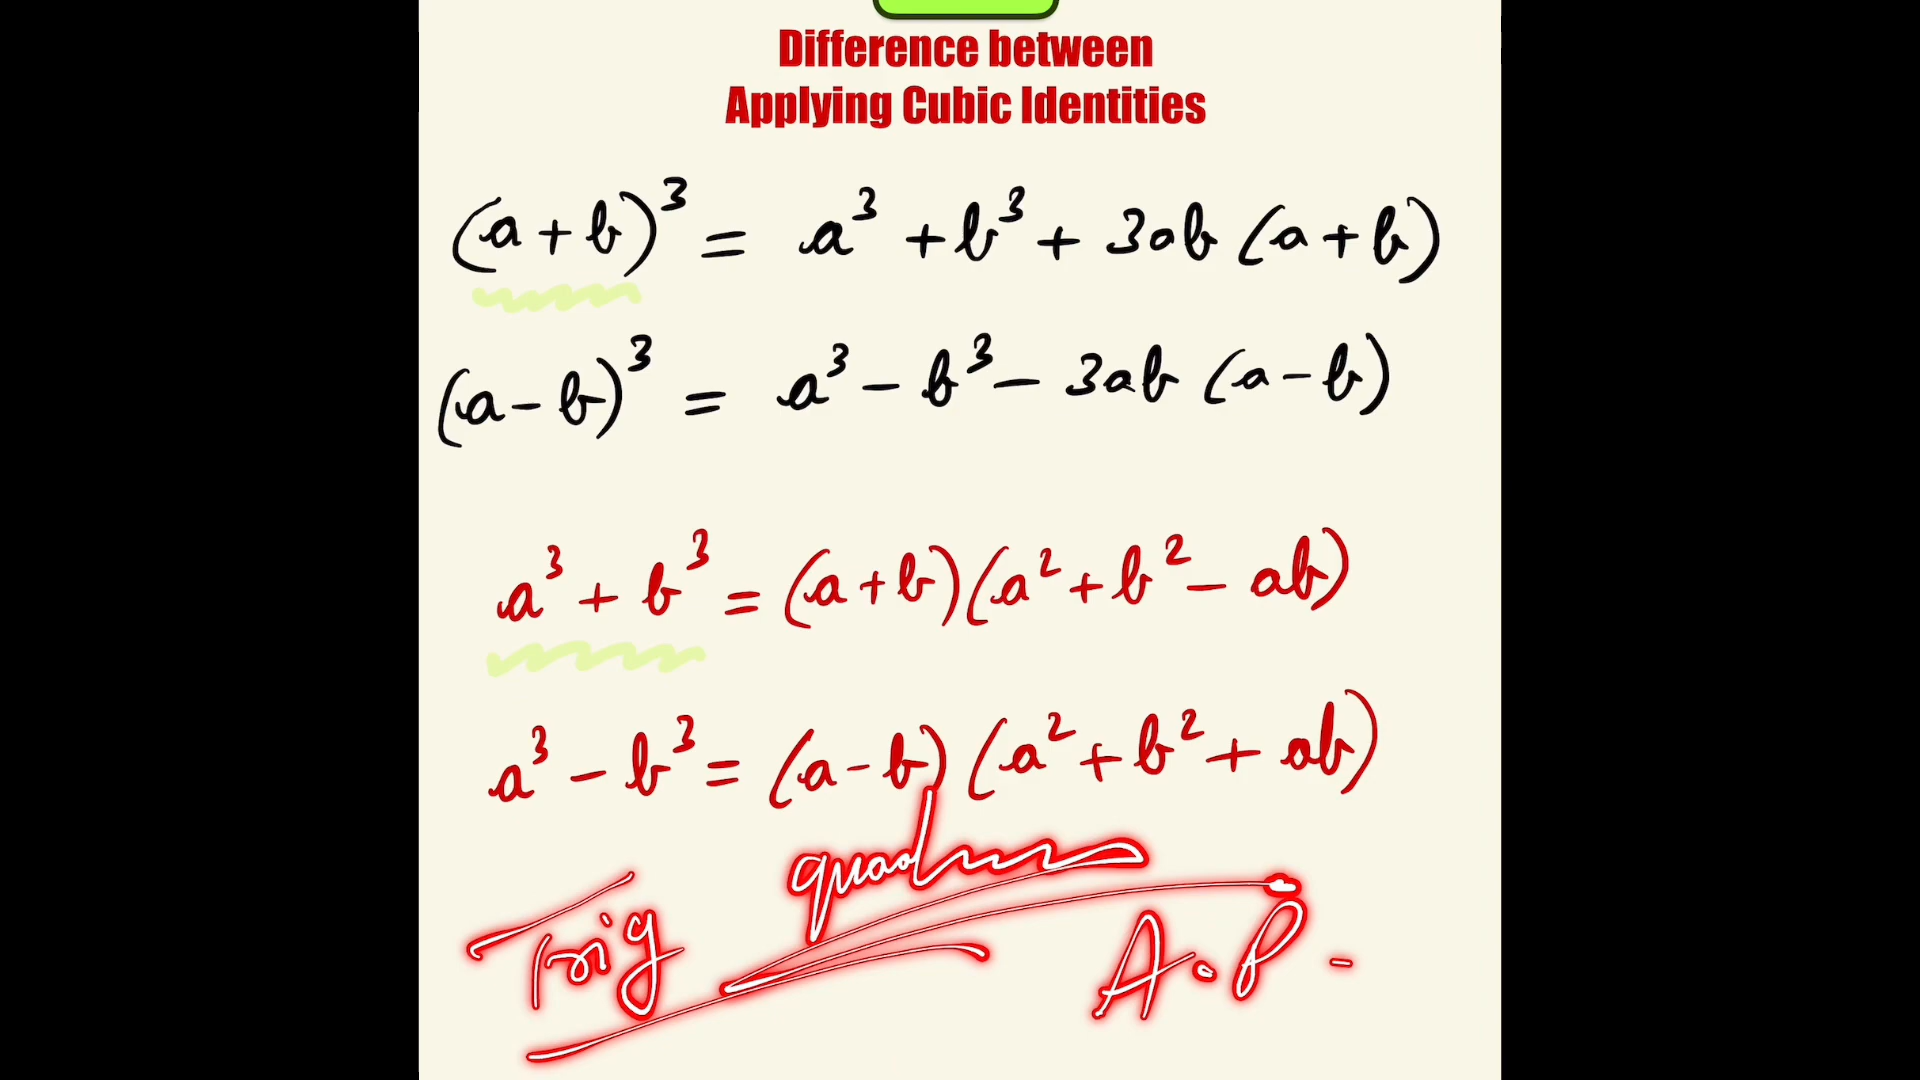 Difference between
Applying Cubic Identities
(a+b)³ = a³ + b³ + 3ab (a+b)
(a-b)³ = a³ - b³ - 3ab (a-b)
a³ + b³ = (a+b)(a² + b² - ab)
a³ - b³ = (a-b)(a² + b² + ab)
Trig A.P -